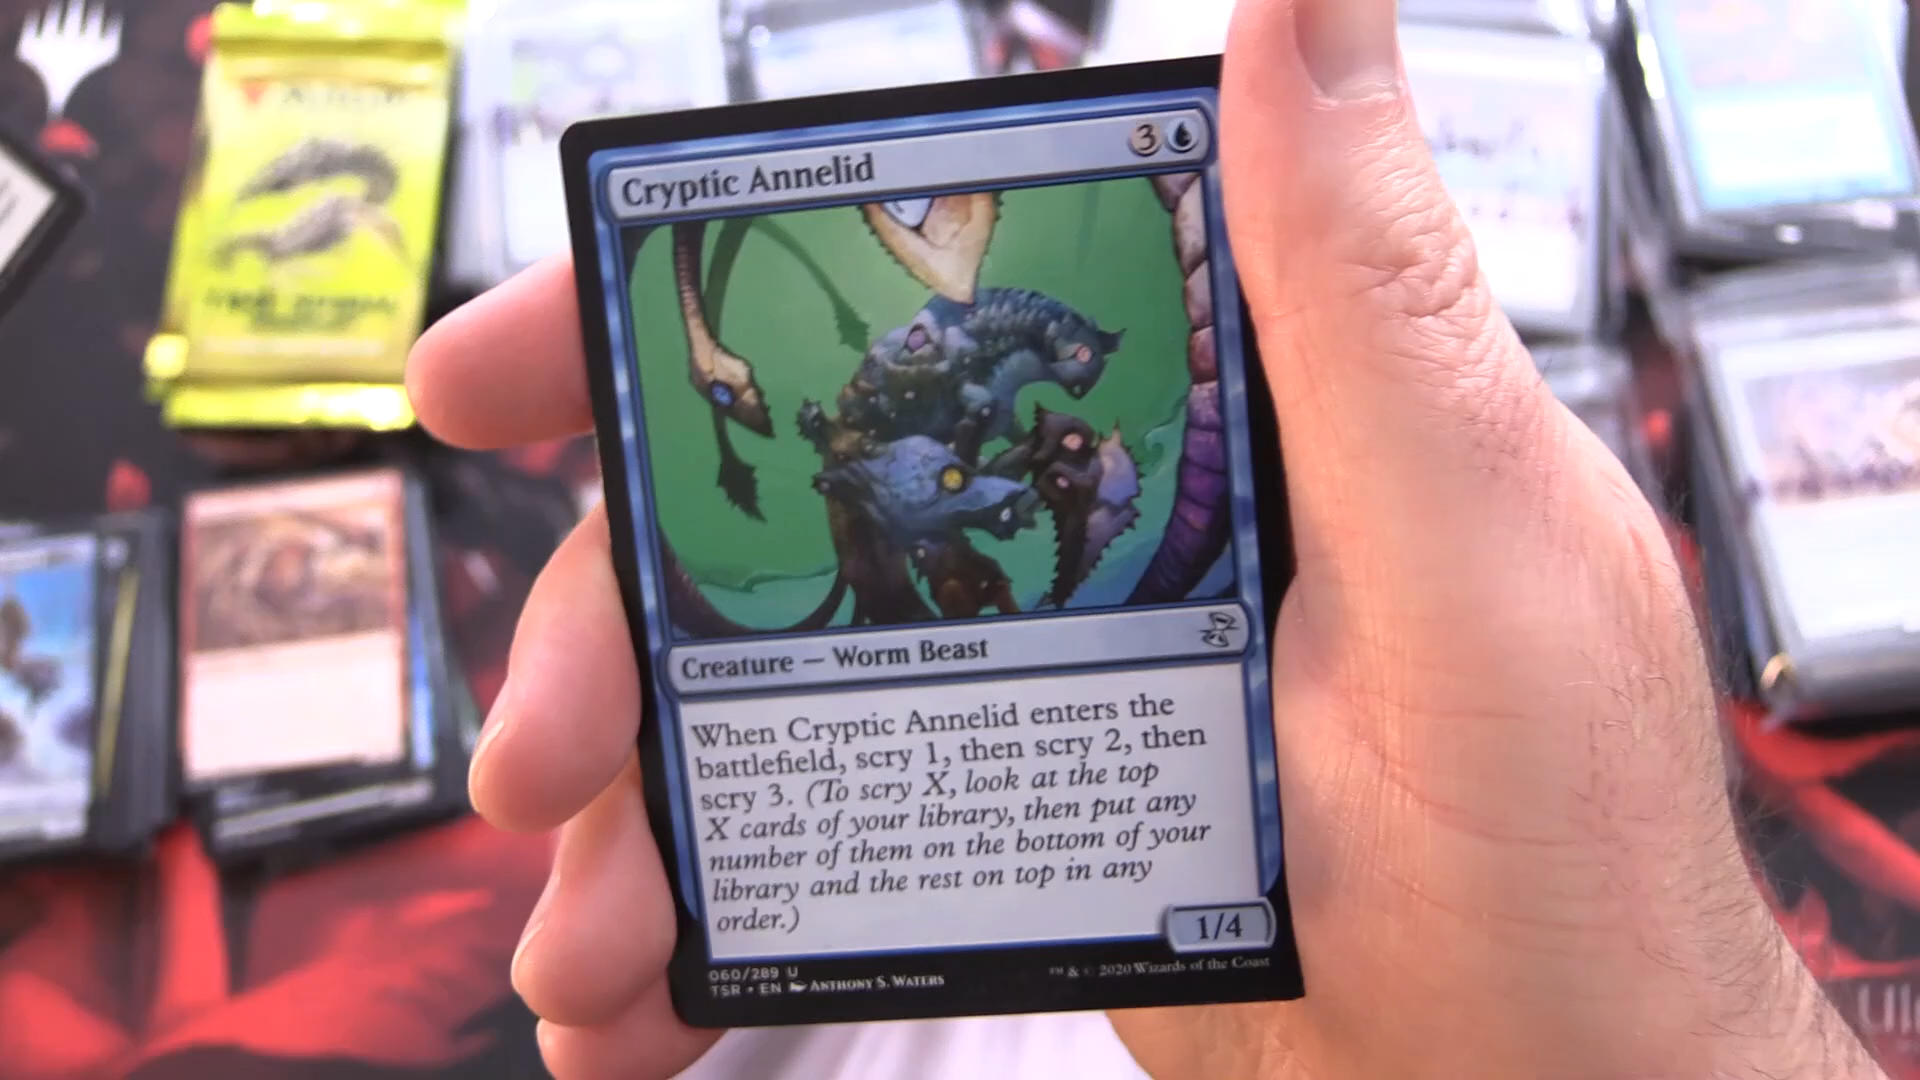 Cryptic Annelid
3
Creature — Worm Beast
When Cryptic Annelid enters the
battlefield, scry 1, then scry 2, then
scry 3. (To scry X, look at the top
X cards of your library, then put any
number of them on the bottom of your
library and the rest on top in any
order.)
1/4
060/289 U
TSR • EN ANTHONY S. WATERS
™ & © 2020 Wizards of the Coast